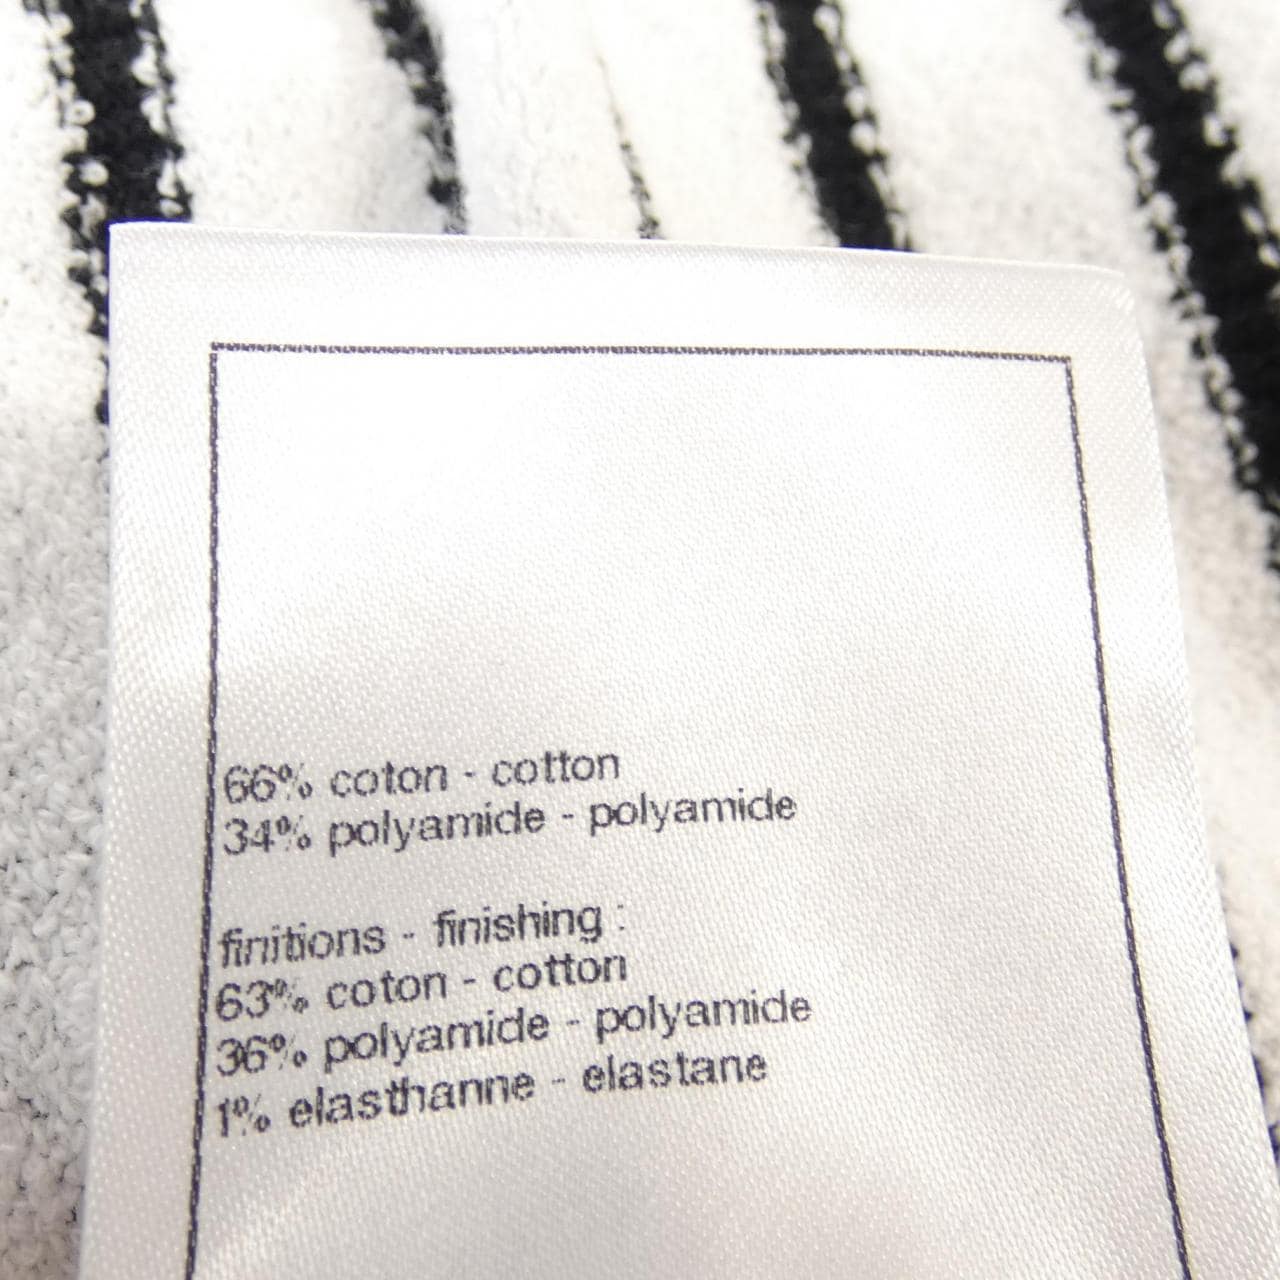 66% coton - cotton
34% polyamide - polyamide
finitions - finishing :
63% coton - cotton
36% polyamide - polyamide
1% elasthanne - elastane